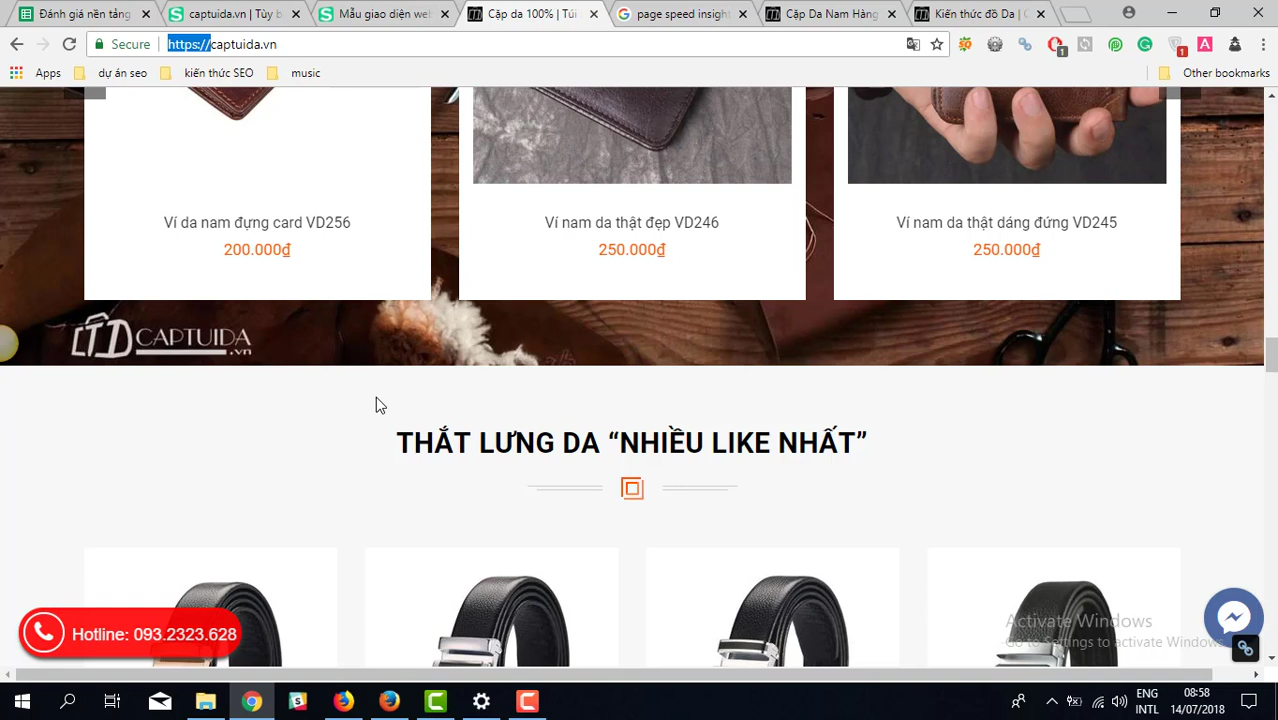 Đánh giá nền tảng
captuida.vn | Tùy b
Mẫu giao diện web
Cặp da 100% | Túi
page speed insight
Cặp Da Nam Hàng
Kiến thức đồ Da | C
Secure
https://captuida.vn
1
1
Apps
dự án seo
kiến thức SEO
music
Other bookmarks
Ví da nam đựng card VD256
200.000₫
Ví nam da thật đẹp VD246
250.000₫
Ví nam da thật dáng đứng VD245
250.000₫
CAPTUIDA
.vn
THẮT LƯNG DA “NHIỀU LIKE NHẤT”
Hotline: 093.2323.628
Activate Windows
Go to Settings to activate Windows.
ENG
INTL
08:58
14/07/2018